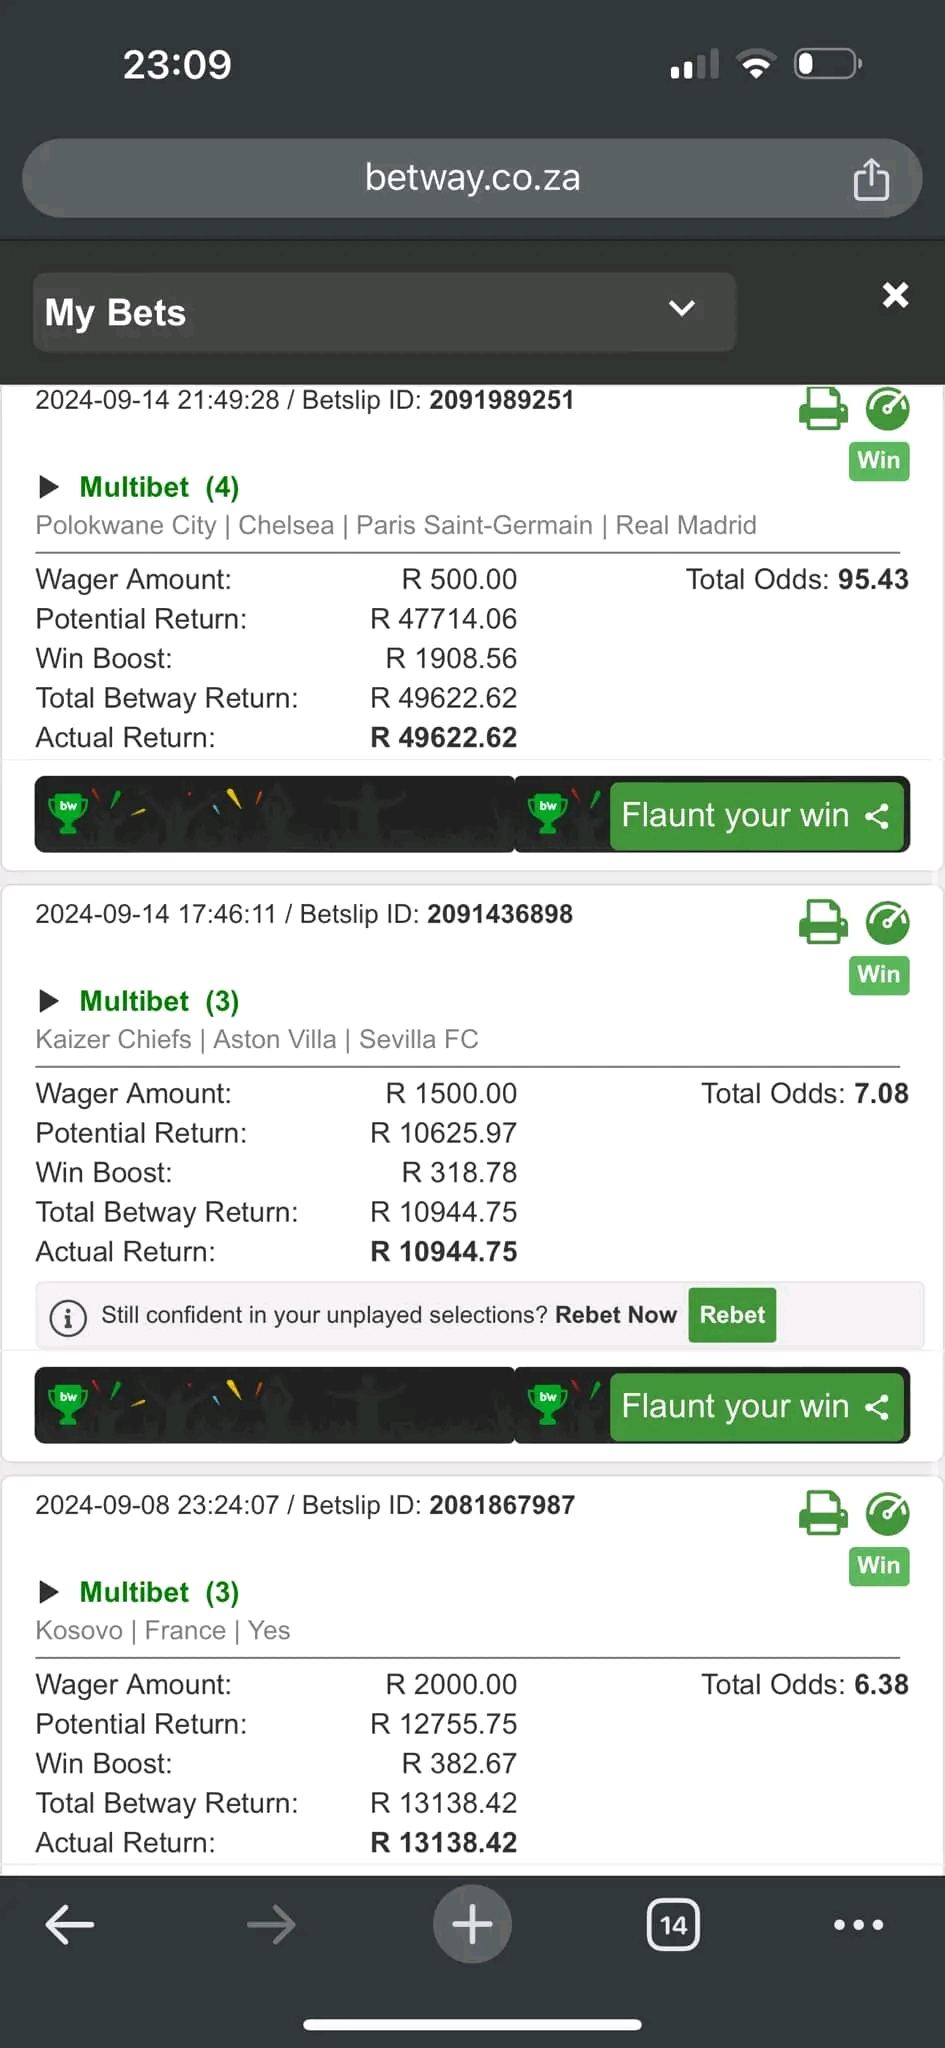 23:09
betway.co.za
My Bets
2024-09-14 21:49:28 / Betslip ID: 2091989251
Win
Multibet (4)
Polokwane City | Chelsea | Paris Saint-Germain | Real Madrid
Wager Amount: R 500.00 Total Odds: 95.43
Potential Return: R 47714.06
Win Boost: R 1908.56
Total Betway Return: R 49622.62
Actual Return: R 49622.62
bw bw Flaunt your win
2024-09-14 17:46:11 / Betslip ID: 2091436898
Win
Multibet (3)
Kaizer Chiefs | Aston Villa | Sevilla FC
Wager Amount: R 1500.00 Total Odds: 7.08
Potential Return: R 10625.97
Win Boost: R 318.78
Total Betway Return: R 10944.75
Actual Return: R 10944.75
Still confident in your unplayed selections? Rebet Now Rebet
bw bw Flaunt your win
2024-09-08 23:24:07 / Betslip ID: 2081867987
Win
Multibet (3)
Kosovo | France | Yes
Wager Amount: R 2000.00 Total Odds: 6.38
Potential Return: R 12755.75
Win Boost: R 382.67
Total Betway Return: R 13138.42
Actual Return: R 13138.42
14